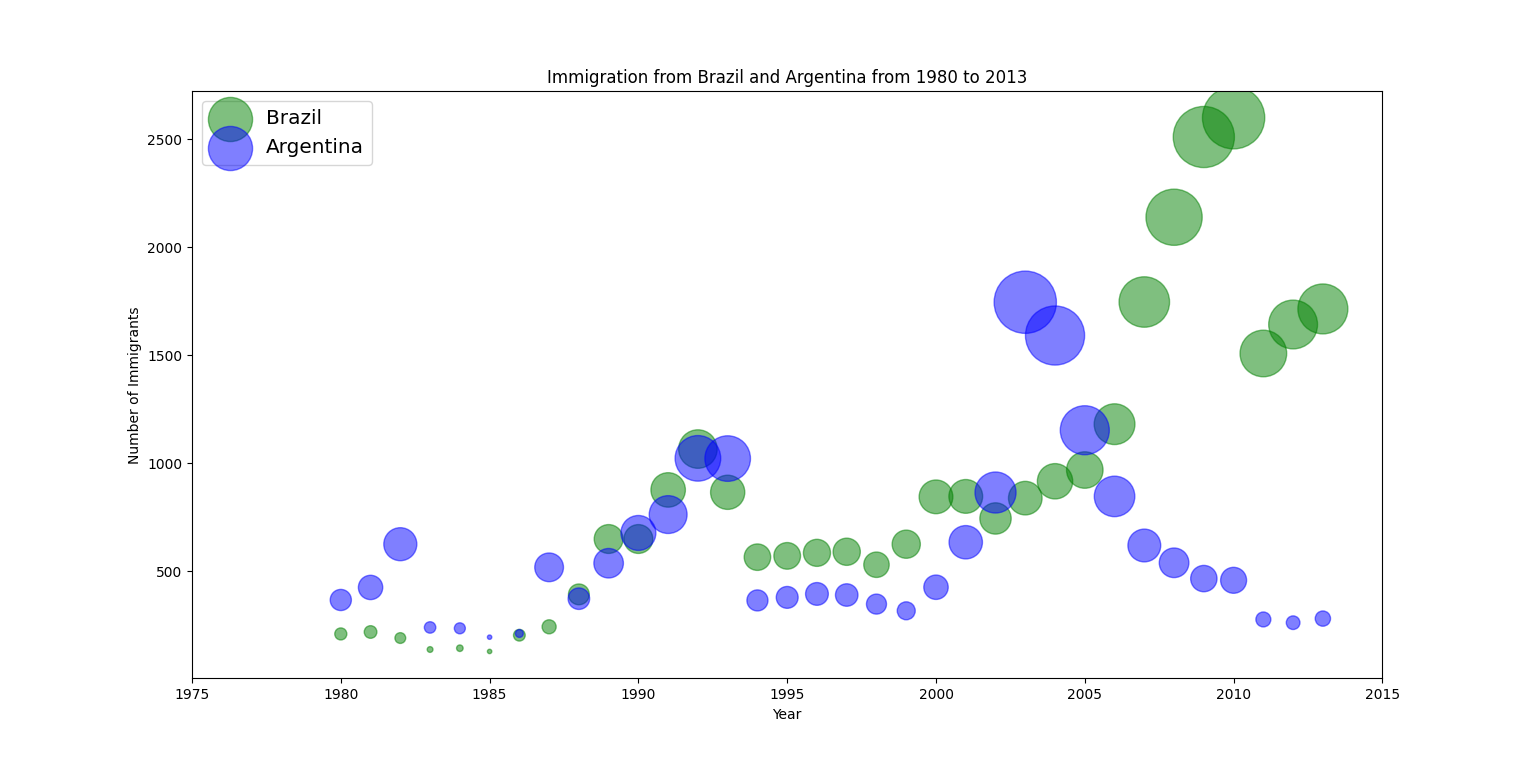 Immigration from Brazil and Argentina from 1980 to 2013
Brazil
Argentina
2500
2000
1500
1000
500
Number of Immigrants
1975 1980 1985 1990 1995 2000 2005 2010 2015
Year